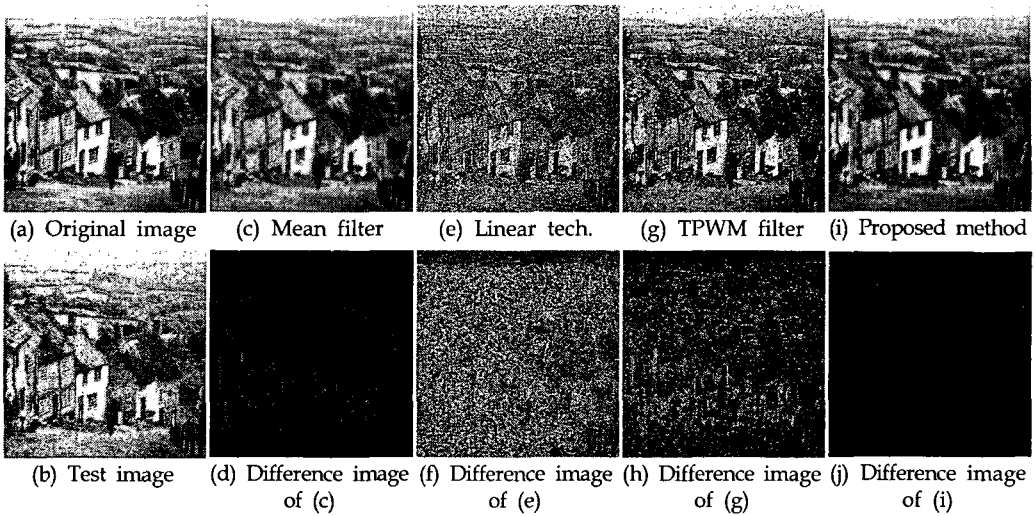 (a) Original image
(c) Mean filter
(e) Linear tech.
(g) TPWM filter
(i) Proposed method
(b) Test image
(d) Difference image of (c)
(f) Difference image of (e)
(h) Difference image of (g)
(j) Difference image of (i)